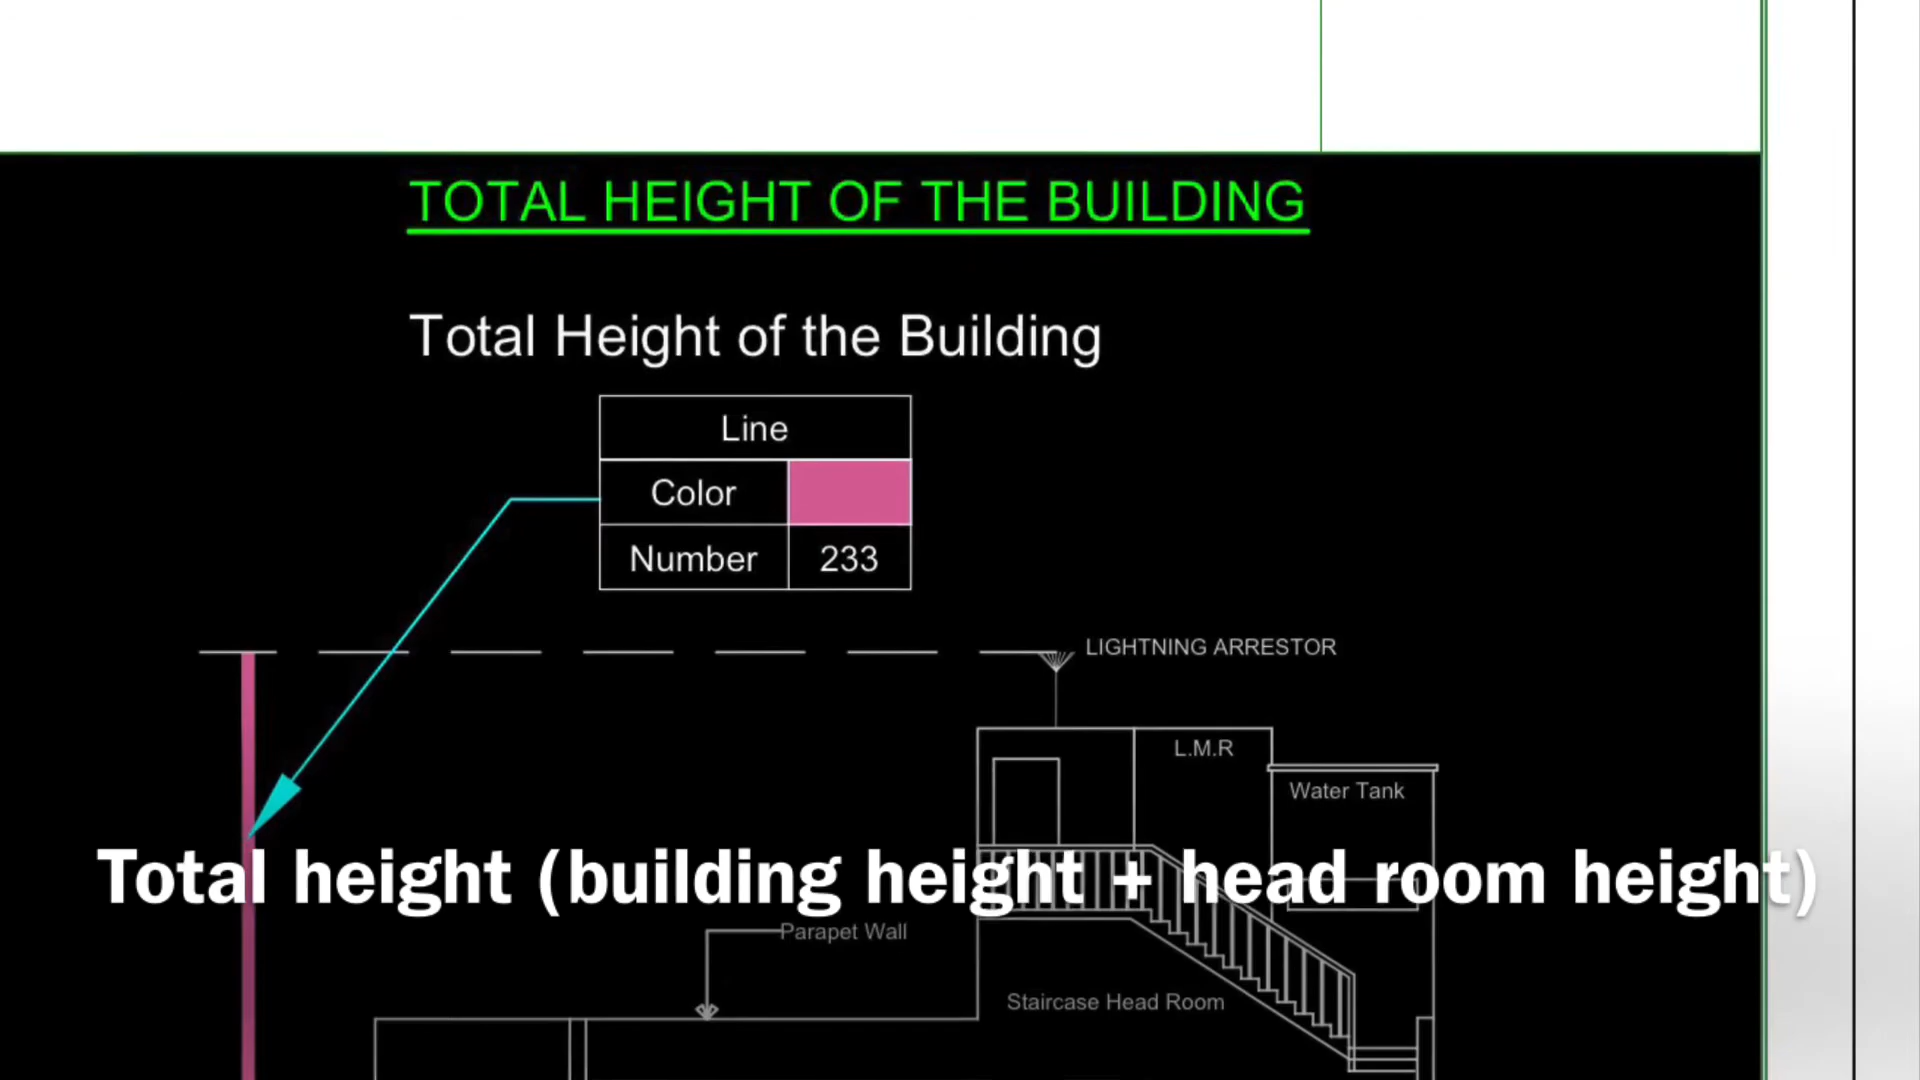 TOTAL HEIGHT OF THE BUILDING
Total Height of the Building
Line
Color
Number 233
LIGHTNING ARRESTOR
L.M.R
Water Tank
Total height (building height + head room height)
Parapet Wall
Staircase Head Room